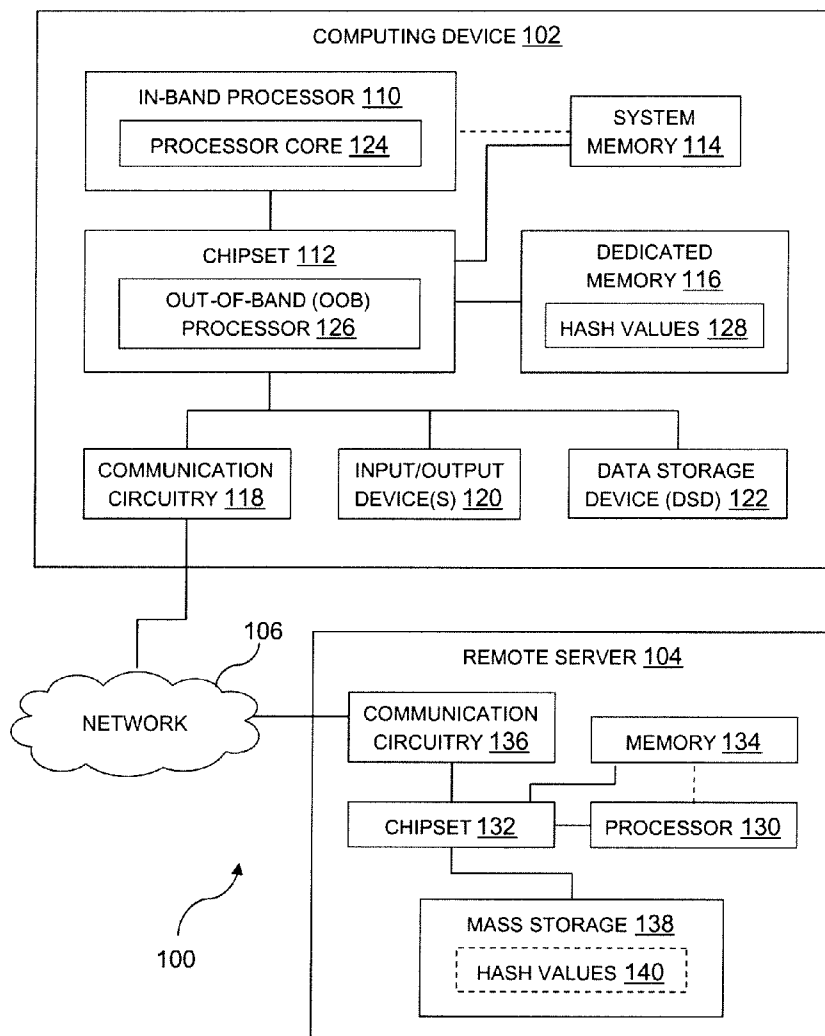 COMPUTING DEVICE 102
IN-BAND PROCESSOR 110
PROCESSOR CORE 124
SYSTEM
MEMORY 114
CHIPSET 112
OUT-OF-BAND (OOB)
PROCESSOR 126
DEDICATED
MEMORY 116
HASH VALUES 128
COMMUNICATION
CIRCUITRY 118
INPUT/OUTPUT
DEVICE(S) 120
DATA STORAGE
DEVICE (DSD) 122
106
NETWORK
REMOTE SERVER 104
COMMUNICATION
CIRCUITRY 136
MEMORY 134
CHIPSET 132
PROCESSOR 130
MASS STORAGE 138
HASH VALUES 140
100